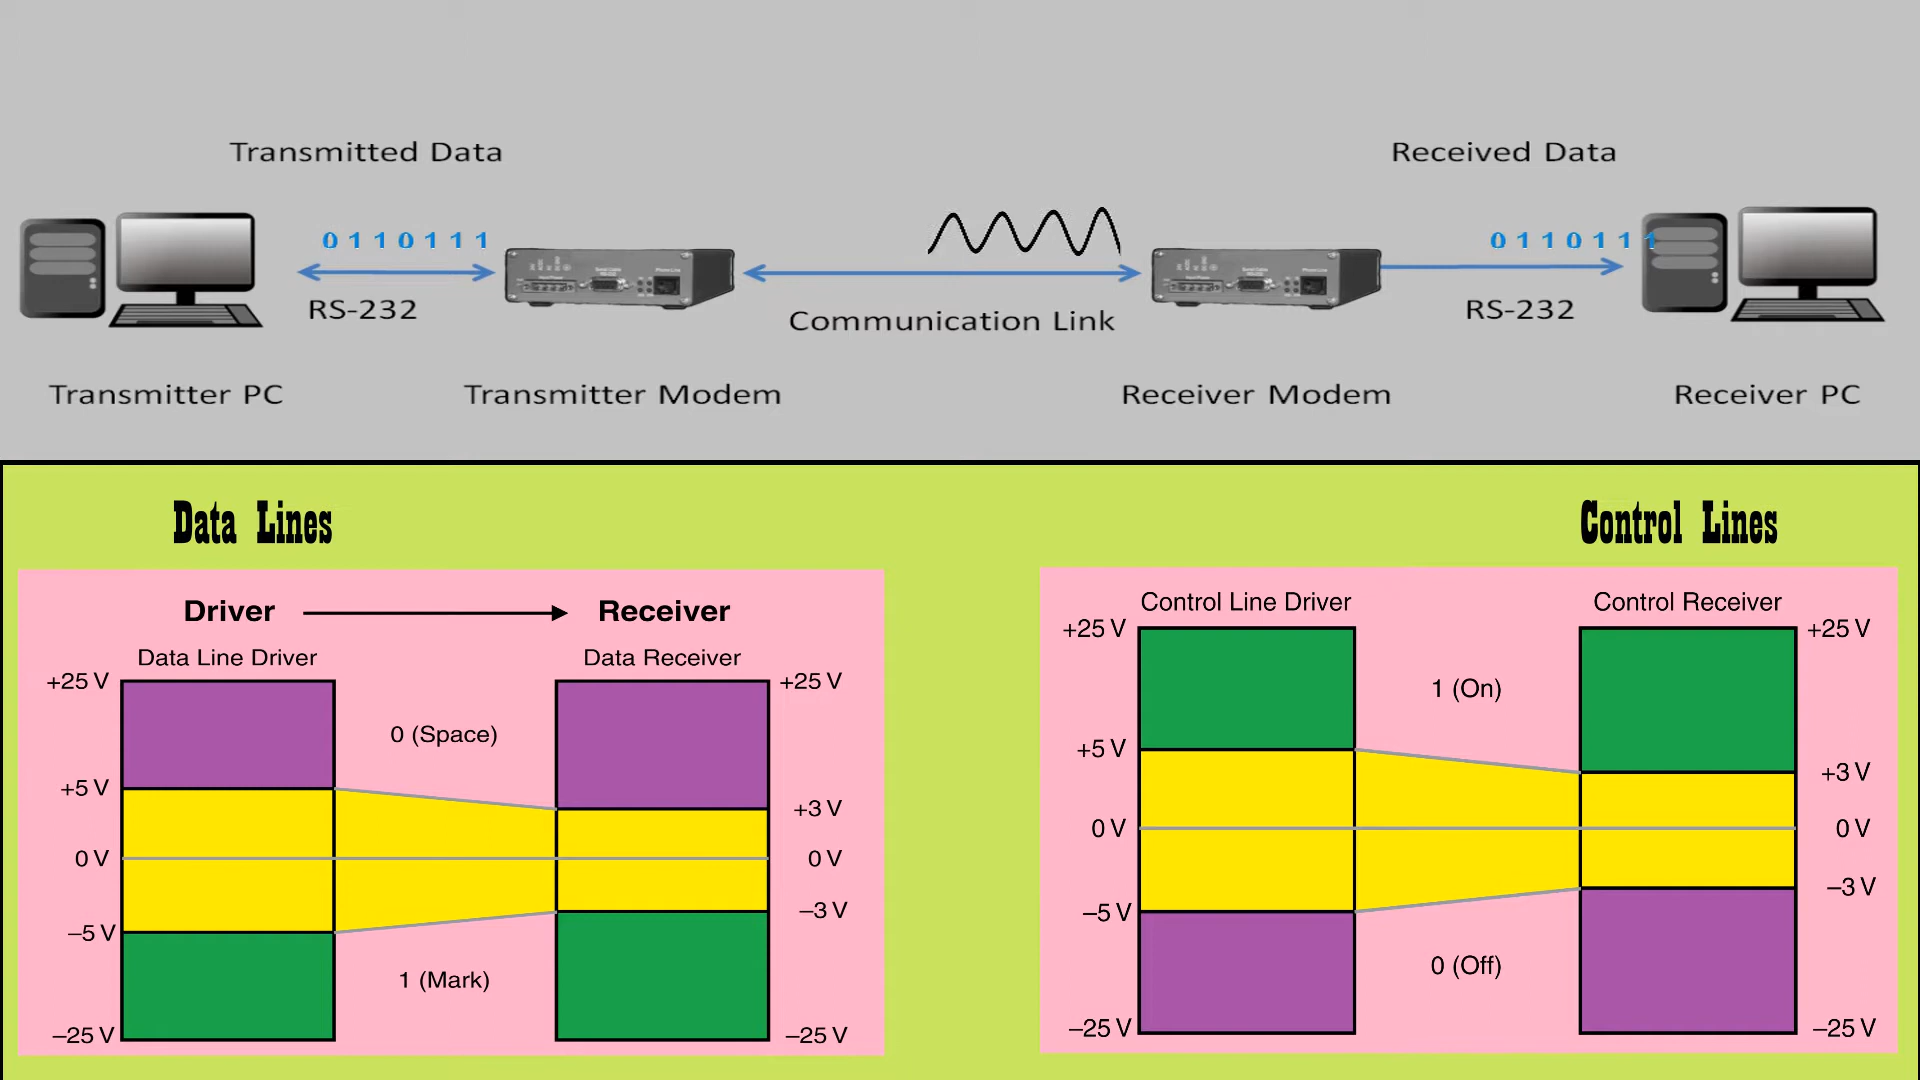 Transmitted Data
Received Data
0 1 1 0 1 1 1
0 1 1 0 1 1 1
RS-232
Communication Link
RS-232
Transmitter PC
Transmitter Modem
Receiver Modem
Receiver PC
Data Lines
Control Lines
Driver
Receiver
Data Line Driver
Data Receiver
+25 V
+25 V
0 (Space)
+5 V
+3 V
0 V
0 V
–3 V
–5 V
1 (Mark)
–25 V
–25 V
Control Line Driver
Control Receiver
+25 V
+25 V
1 (On)
+5 V
+3 V
0 V
0 V
–3 V
–5 V
0 (Off)
–25 V
–25 V